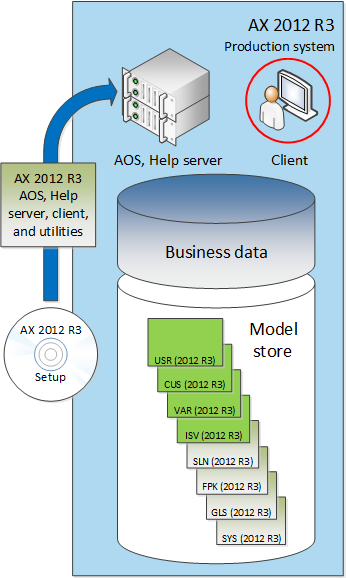 AX 2012 R3
Production system
AOS, Help server
Client
AX 2012 R3
AOS, Help
server, client,
and utilities
Business data
AX 2012 R3
Setup
Model
store
USR (2012 R3)
CUS (2012 R3)
VAR (2012 R3)
ISV (2012 R3)
SLN (2012 R3)
FPK (2012 R3)
GLS (2012 R3)
SYS (2012 R3)